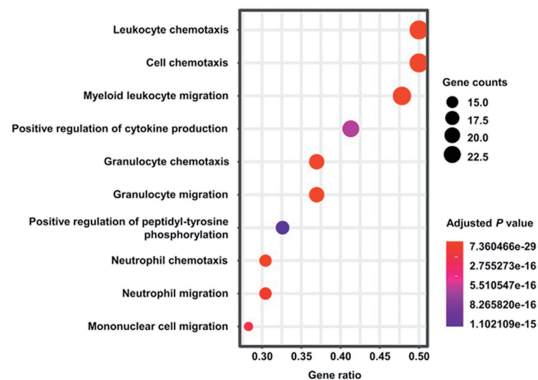 Leukocyte chemotaxis
Cell chemotaxis
Myeloid leukocyte migration
Positive regulation of cytokine production
Granulocyte chemotaxis
Granulocyte migration
Positive regulation of peptidyl-tyrosine
phosphorylation
Neutrophil chemotaxis
Neutrophil migration
Mononuclear cell migration
0.30 0.35 0.40 0.45 0.50
Gene ratio
Gene counts
15.0
17.5
20.0
22.5
Adjusted P value
7.360466e-29
2.755273e-16
5.510547e-16
8.265820e-16
1.102109e-15